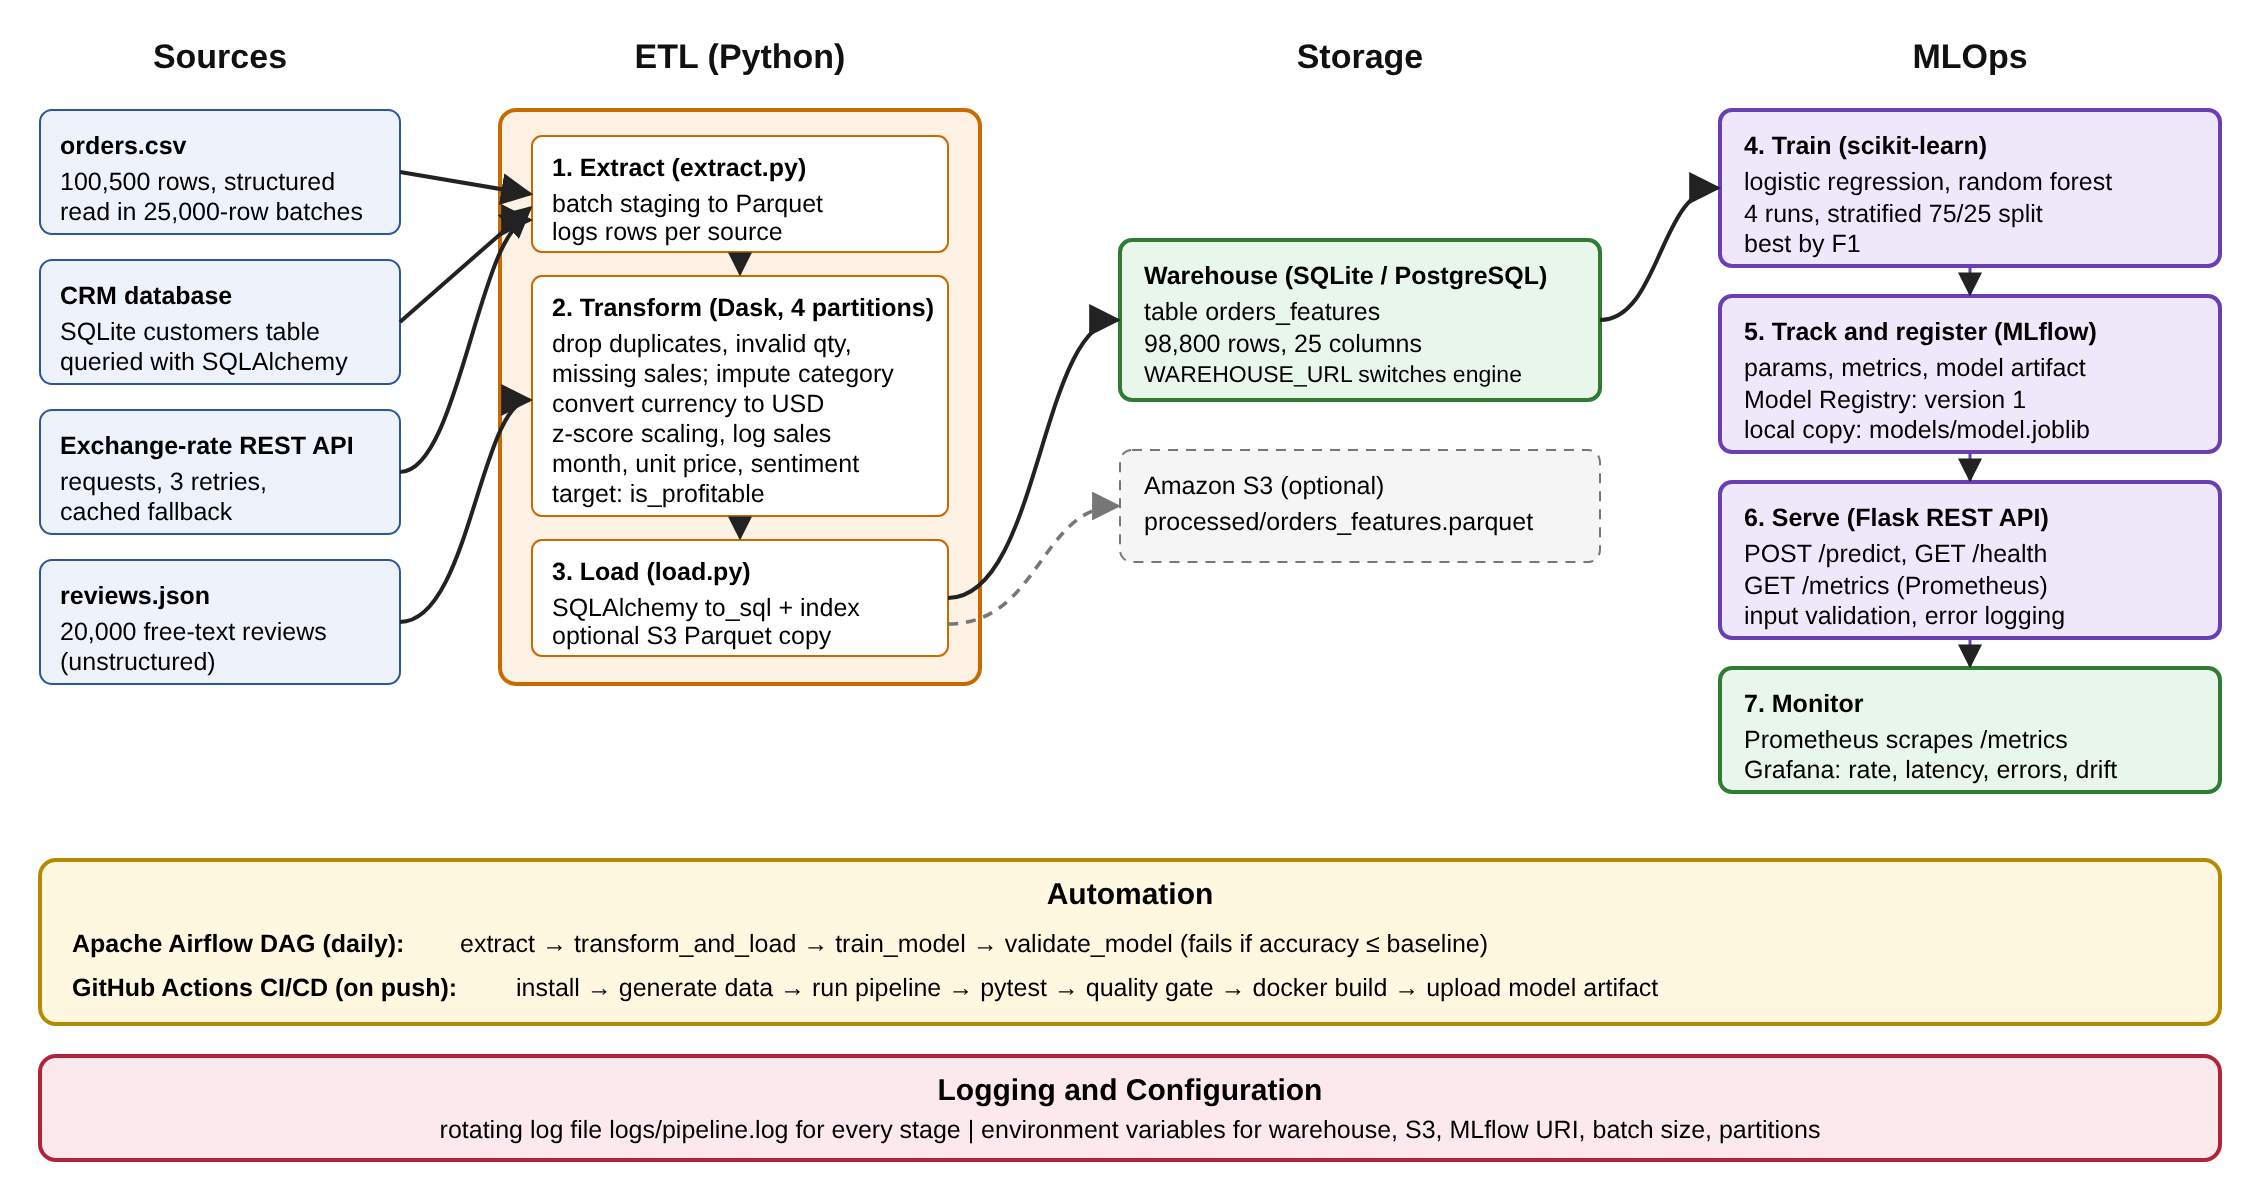 Sources
orders.csv
100,500 rows, structured
read in 25,000-row batches
CRM database
SQLite customers table
queried with SQLAlchemy
Exchange-rate REST API
requests, 3 retries,
cached fallback
reviews.json
20,000 free-text reviews
(unstructured)
ETL (Python)
1. Extract (extract.py)
batch staging to Parquet
logs rows per source
2. Transform (Dask, 4 partitions)
drop duplicates, invalid qty,
missing sales; impute category
convert currency to USD
z-score scaling, log sales
month, unit price, sentiment
target: is_profitable
3. Load (load.py)
SQLAlchemy to_sql + index
optional S3 Parquet copy
Storage
Warehouse (SQLite / PostgreSQL)
table orders_features
98,800 rows, 25 columns
WAREHOUSE_URL switches engine
Amazon S3 (optional)
processed/orders_features.parquet
MLOps
4. Train (scikit-learn)
logistic regression, random forest
4 runs, stratified 75/25 split
best by F1
5. Track and register (MLflow)
params, metrics, model artifact
Model Registry: version 1
local copy: models/model.joblib
6. Serve (Flask REST API)
POST /predict, GET /health
GET /metrics (Prometheus)
input validation, error logging
7. Monitor
Prometheus scrapes /metrics
Grafana: rate, latency, errors, drift
Automation
Apache Airflow DAG (daily): extract → transform_and_load → train_model → validate_model (fails if accuracy ≤ baseline)
GitHub Actions CI/CD (on push): install → generate data → run pipeline → pytest → quality gate → docker build → upload model artifact
Logging and Configuration
rotating log file logs/pipeline.log for every stage | environment variables for warehouse, S3, MLflow URI, batch size, partitions